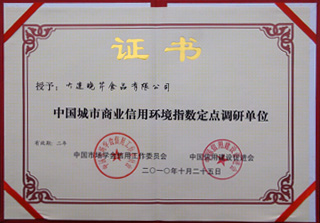 证书
授予：大连晓芹食品有限公司
中国城市商业信用环境指数定点调研单位
有效期：二年
中国市场学会信用工作委员会 中国信用建设促进会
二〇一〇年十月二十五日